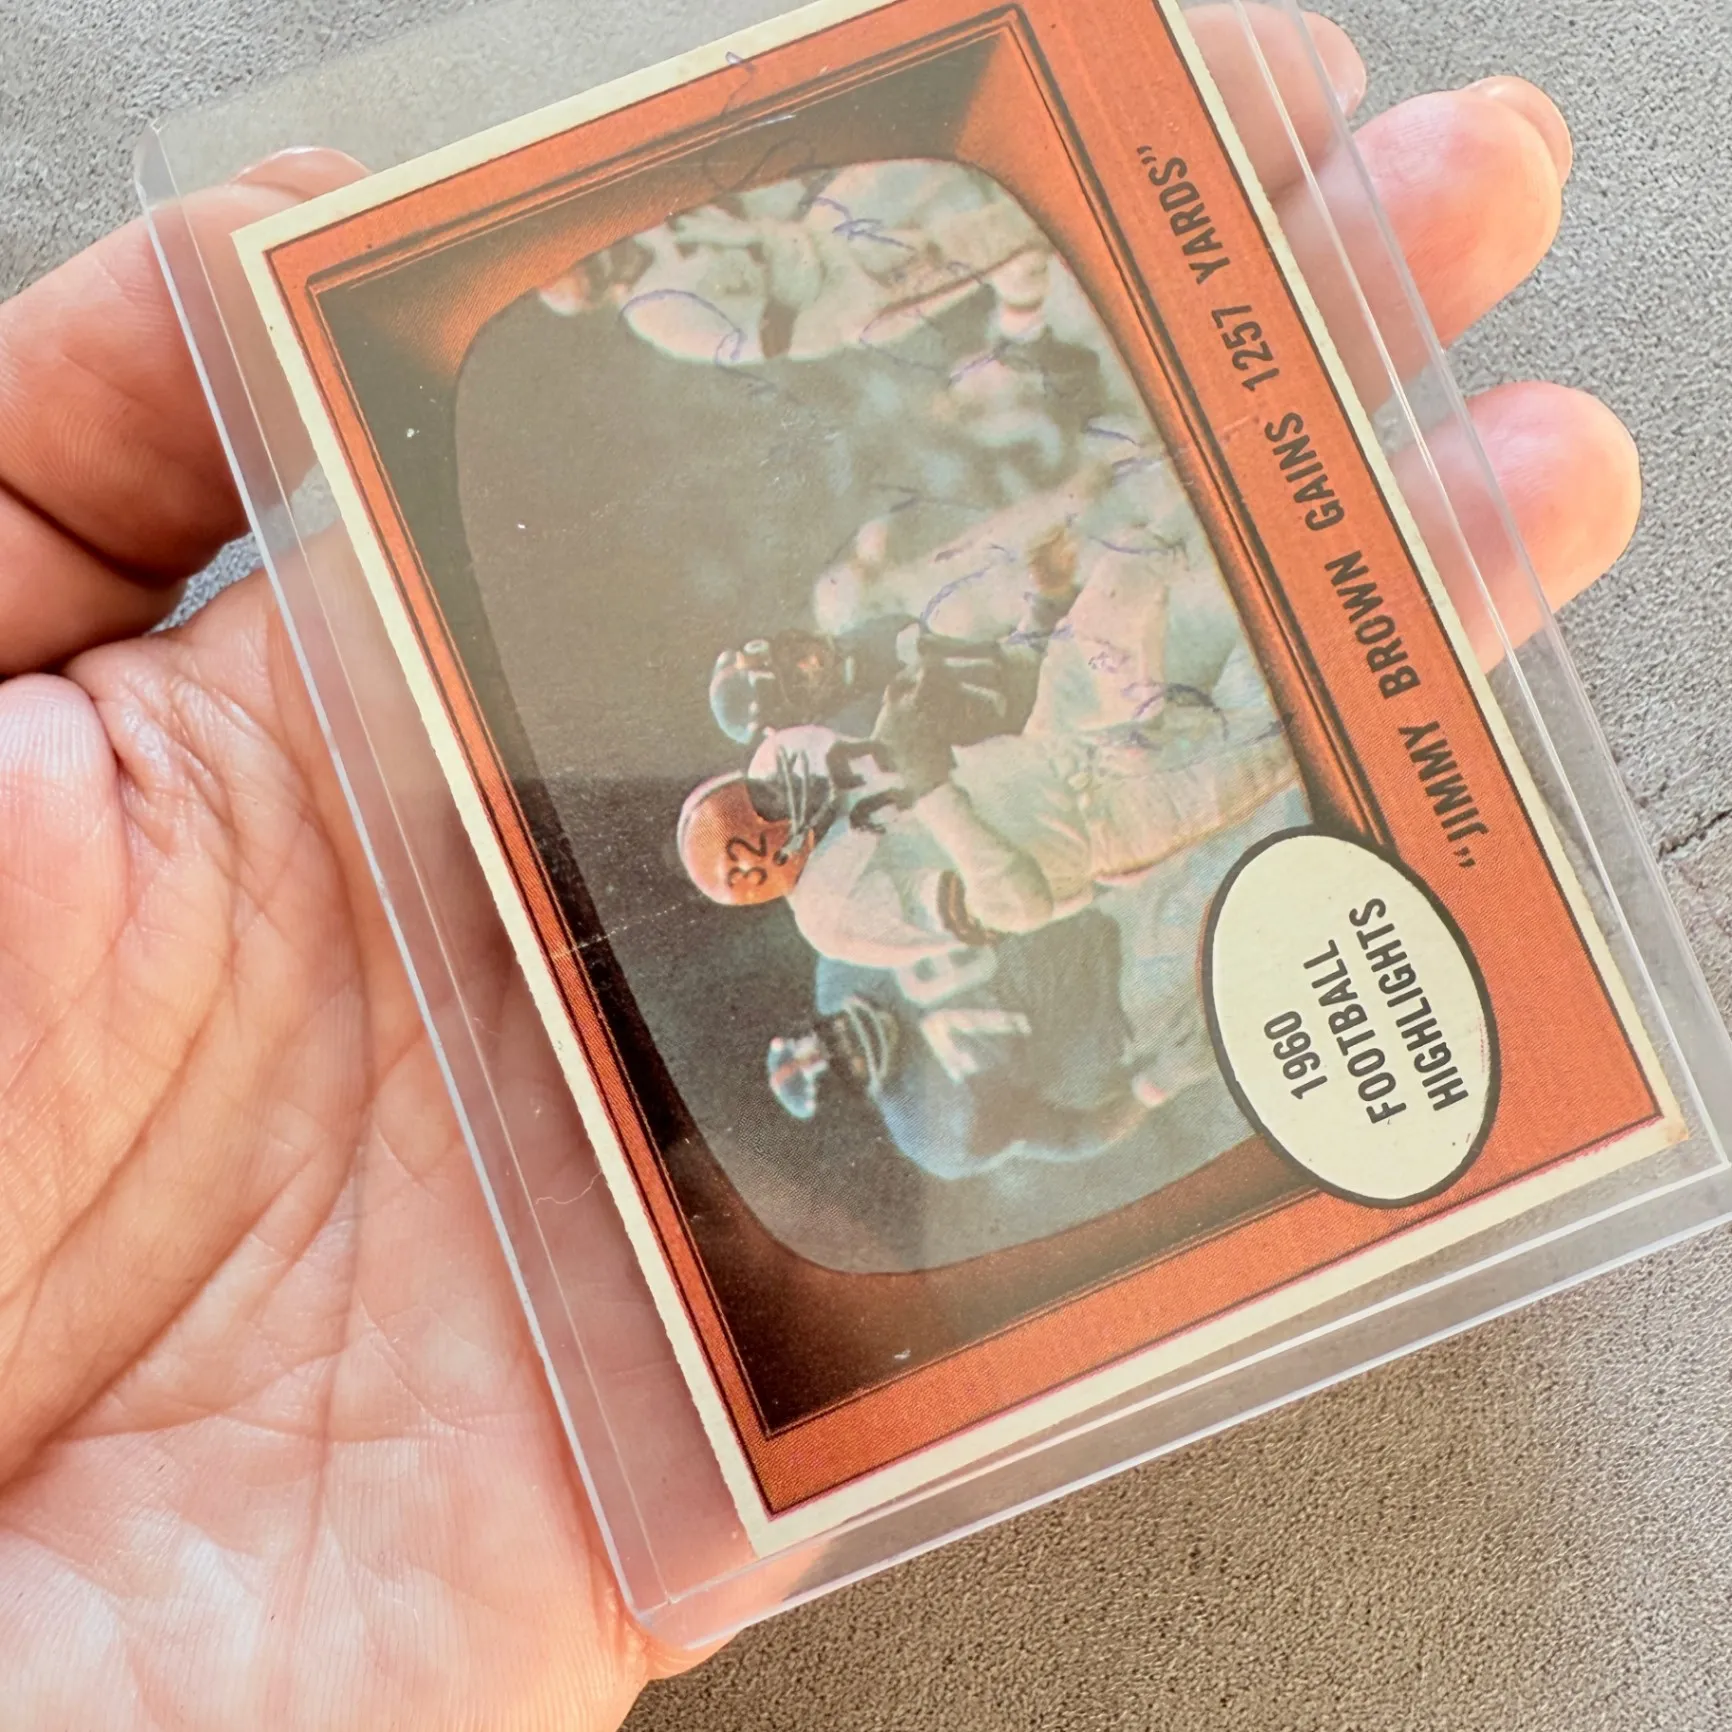 "JIMMY BROWN GAINS 1257 YARDS"
1960
FOOTBALL
HIGHLIGHTS
32